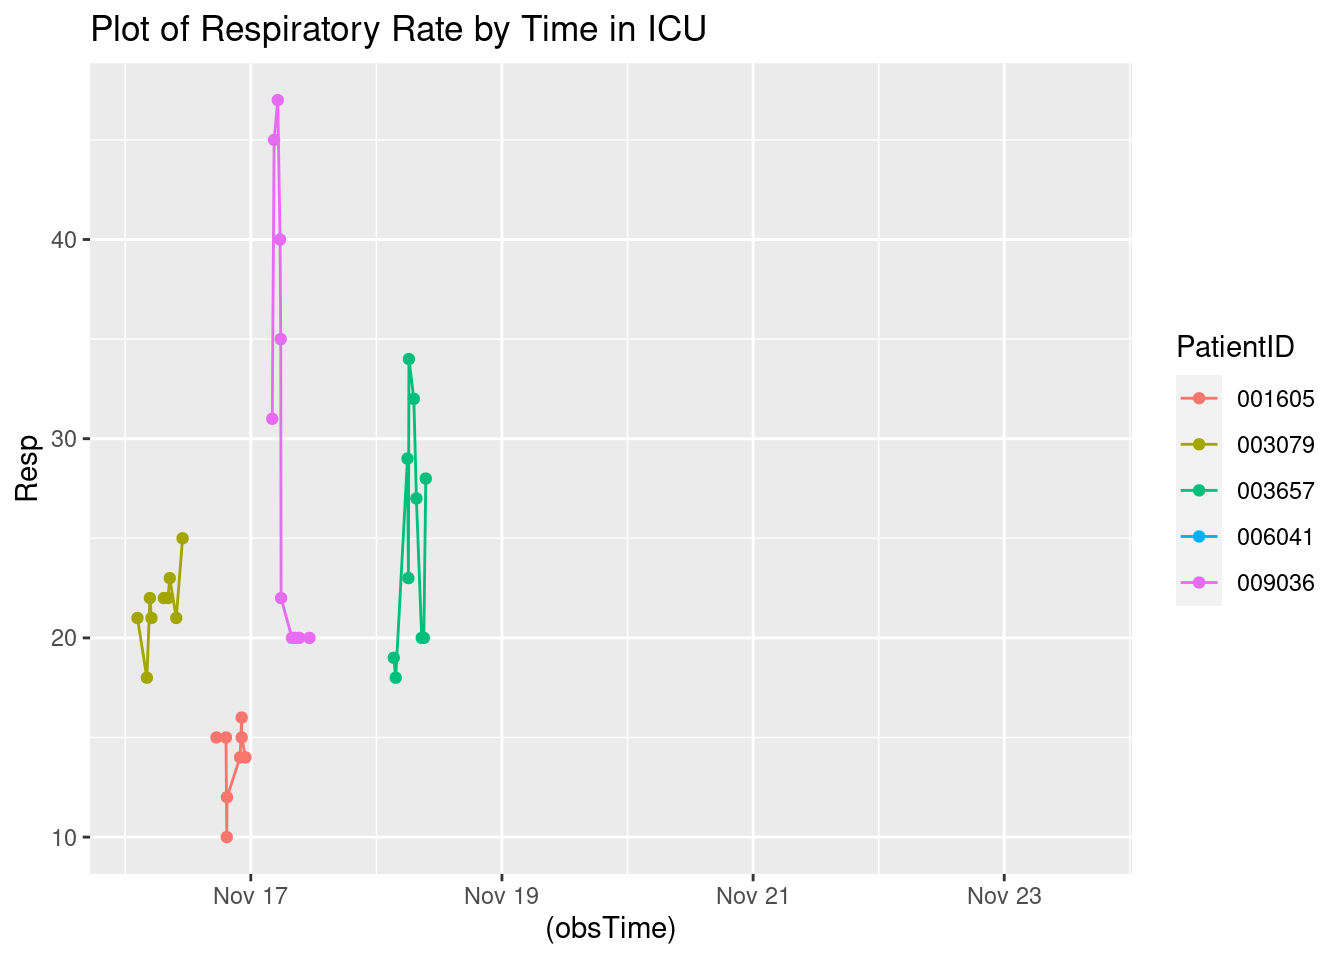 Plot of Respiratory Rate by Time in ICU
Resp
40
30
20
10
Nov 17
Nov 19
Nov 21
Nov 23
(obsTime)
PatientID
001605
003079
003657
006041
009036